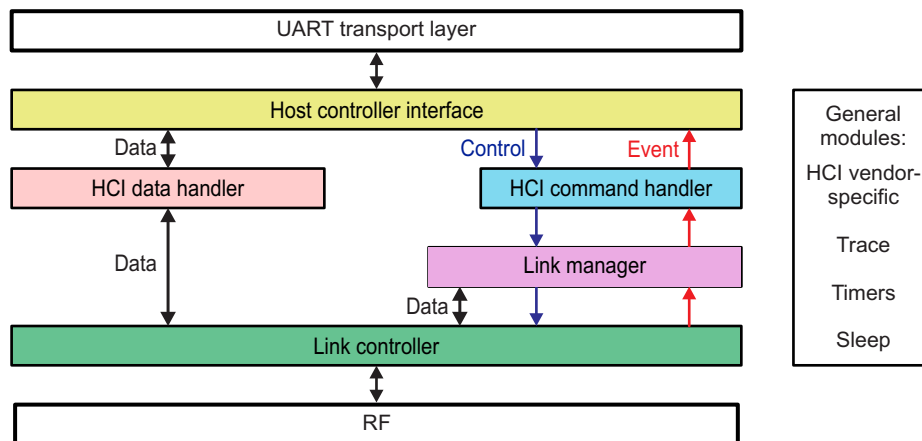 UART transport layer
Host controller interface
Data
Control
Event
HCI data handler
HCI command handler
Data
Link manager
Data
Link controller
RF
General
modules:
HCI vendor-
specific
Trace
Timers
Sleep